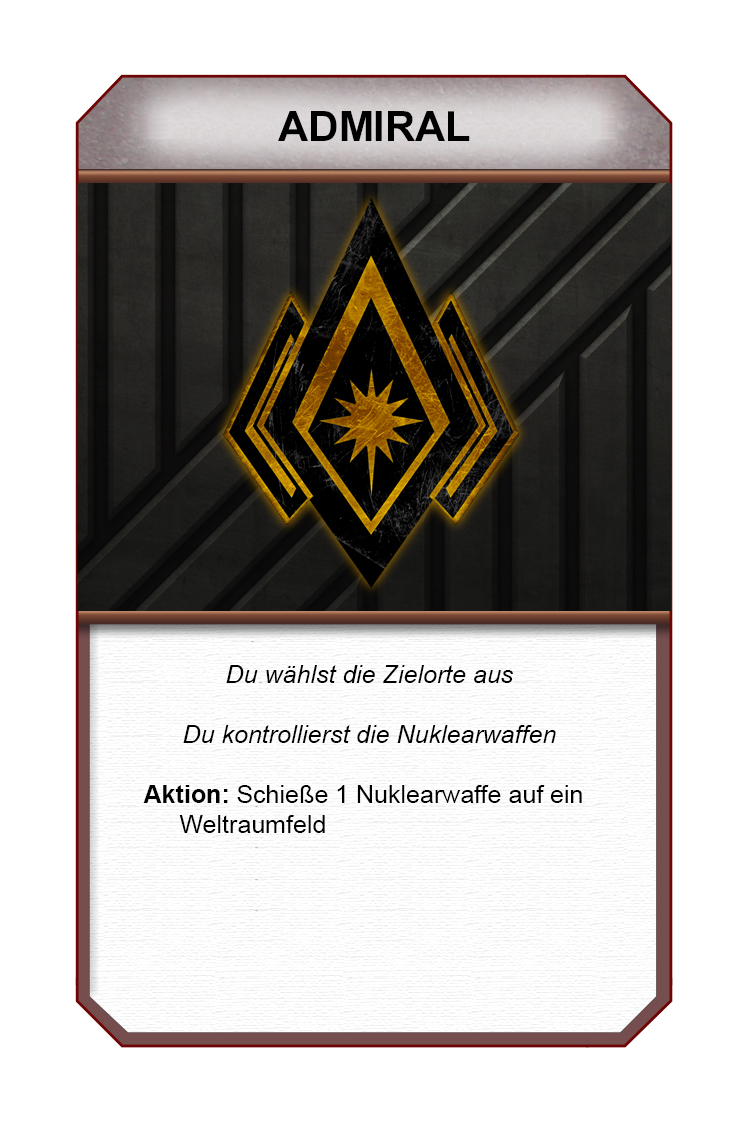 ADMIRAL
Du wählst die Zielorte aus
Du kontrollierst die Nuklearwaffen
Aktion: Schieße 1 Nuklearwaffe auf ein
Weltraumfeld